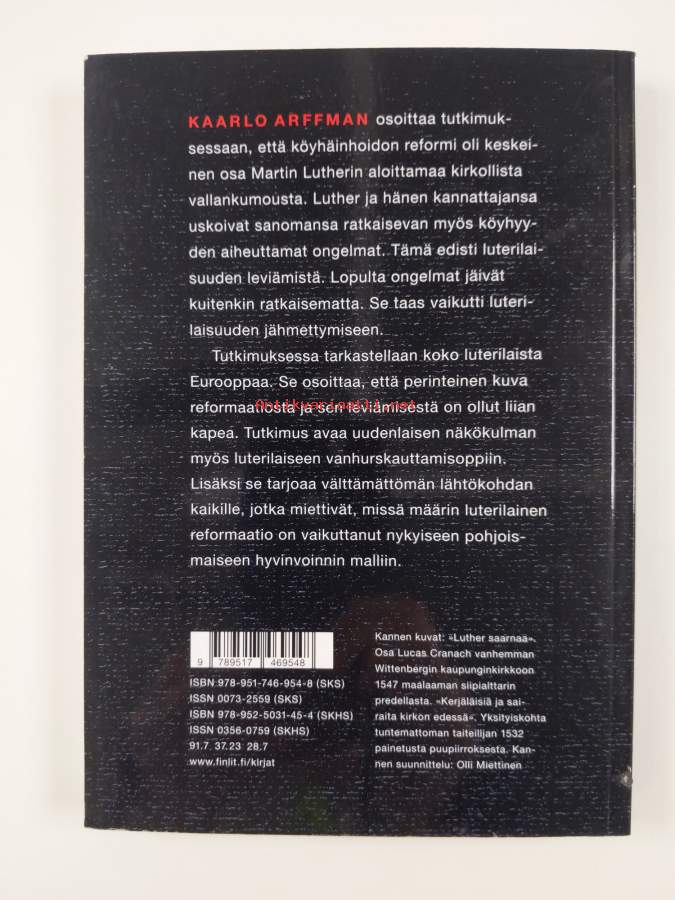 KAARLO ARFFMAN osoittaa tutkimuk-
sessaan, että köyhäinhoidon reformi oli keskei-
nen osa Martin Lutherin aloittamaa kirkollista
vallankumousta. Luther ja hänen kannattajansa
uskoivat sanomansa ratkaisevan myös köyhyy-
den aiheuttamat ongelmat. Tämä edisti luterilai-
suuden leviämistä. Lopulta ongelmat jäivät
kuitenkin ratkaisematta. Se taas vaikutti luteri-
laisuuden jähmettymiseen.
Tutkimuksessa tarkastellaan koko luterilaista
Eurooppaa. Se osoittaa, että perinteinen kuva
reformaatiosta ja sen leviämisestä on ollut liian
Antikvariaatti.net
kapea. Tutkimus avaa uudenlaisen näkökulman
myös luterilaiseen vanhurskauttamisoppiin.
Lisäksi se tarjoaa välttämättömän lähtökohdan
kaikille, jotka miettivät, missä määrin luterilainen
reformaatio on vaikuttanut nykyiseen pohjois-
maiseen hyvinvoinnin malliin.
9 789517 469548
ISBN 978-951-746-954-8 (SKS)
ISSN 0073-2559 (SKS)
ISBN 978-952-5031-45-4 (SKHS)
ISSN 0356-0759 (SKHS)
91.7 37.23 28.7
www.finlit.fi/kirjat
Kannen kuvat: »Luther saarnaa».
Osa Lucas Cranach vanhemman
Wittenbergin kaupunginkirkkoon
1547 maalaaman siipialttarin
predellasta. »Kerjäläisiä ja sai-
raita kirkon edessä». Yksityiskohta
tuntemattoman taiteilijan 1532
painetusta puupiirroksesta. Kan-
nen suunnittelu: Olli Miettinen